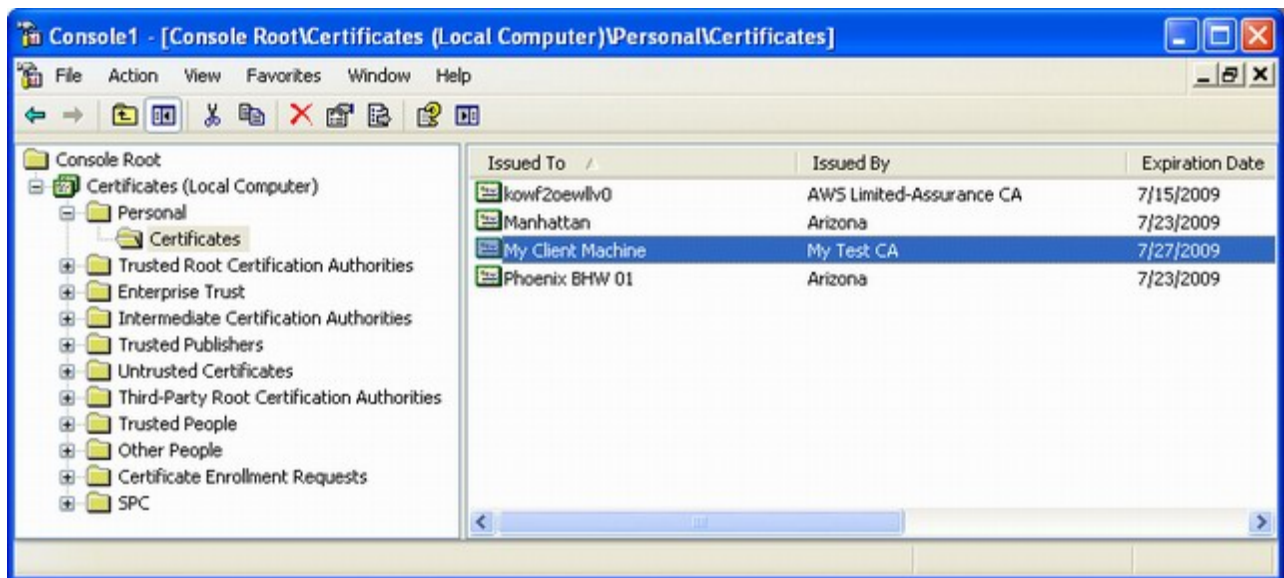 Console1 - [Console Root\Certificates (Local Computer)\Personal\Certificates]
File Action View Favorites Window Help
Console Root
Certificates (Local Computer)
Personal
Certificates
Trusted Root Certification Authorities
Enterprise Trust
Intermediate Certification Authorities
Trusted Publishers
Untrusted Certificates
Third-Party Root Certification Authorities
Trusted People
Other People
Certificate Enrollment Requests
SPC
Issued To Issued By Expiration Date
kowf2oewllv0 AWS Limited-Assurance CA 7/15/2009
Manhattan Arizona 7/23/2009
My Client Machine My Test CA 7/27/2009
Phoenix BHW 01 Arizona 7/23/2009